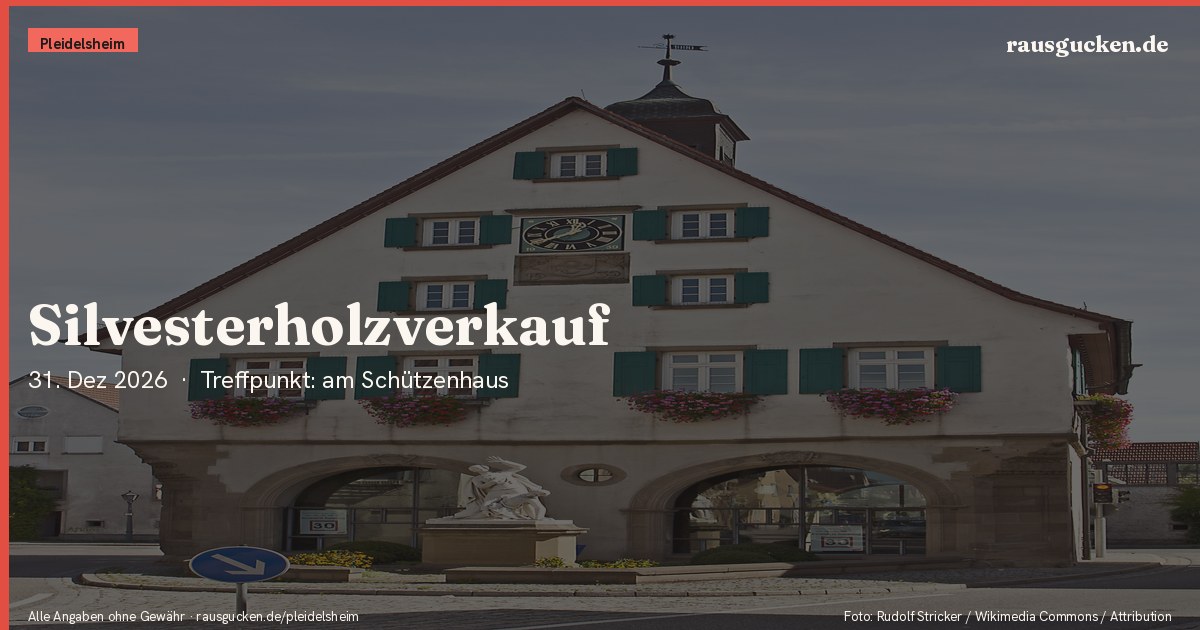 Pleidelsheim
rausgucken.de
Silvesterholzverkauf
31. Dez 2026 · Treffpunkt: am Schützenhaus
30
Alle Angaben ohne Gewähr · rausgucken.de/pleidelsheim
Foto: Rudolf Stricker / Wikimedia Commons / Attribution